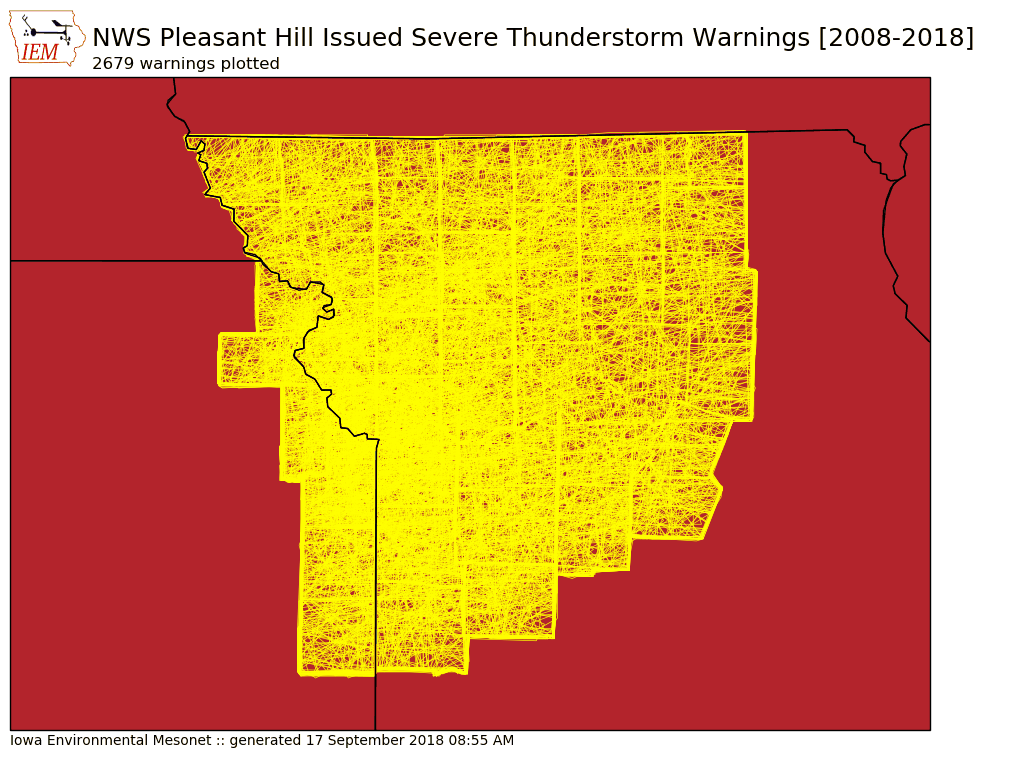 IEM
NWS Pleasant Hill Issued Severe Thunderstorm Warnings [2008-2018]
2679 warnings plotted
Iowa Environmental Mesonet :: generated 17 September 2018 08:55 AM